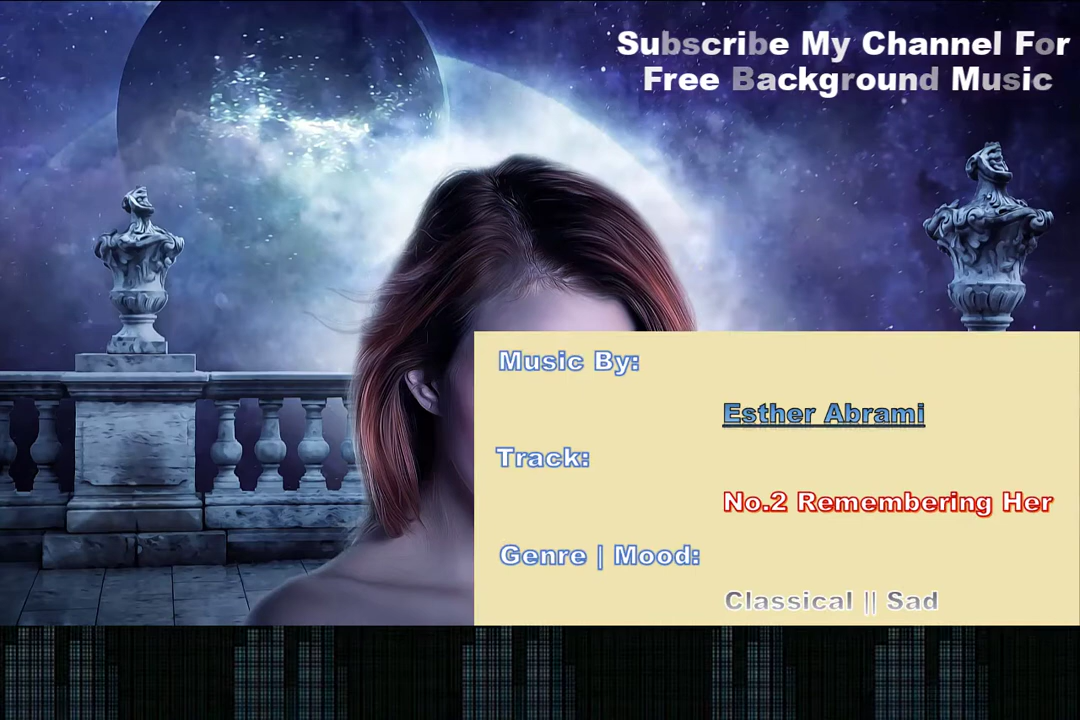 Subscribe My Channel For
Free Background Music
Music By:
Esther Abrami
Track:
No.2 Remembering Her
Genre | Mood:
Classical || Sad